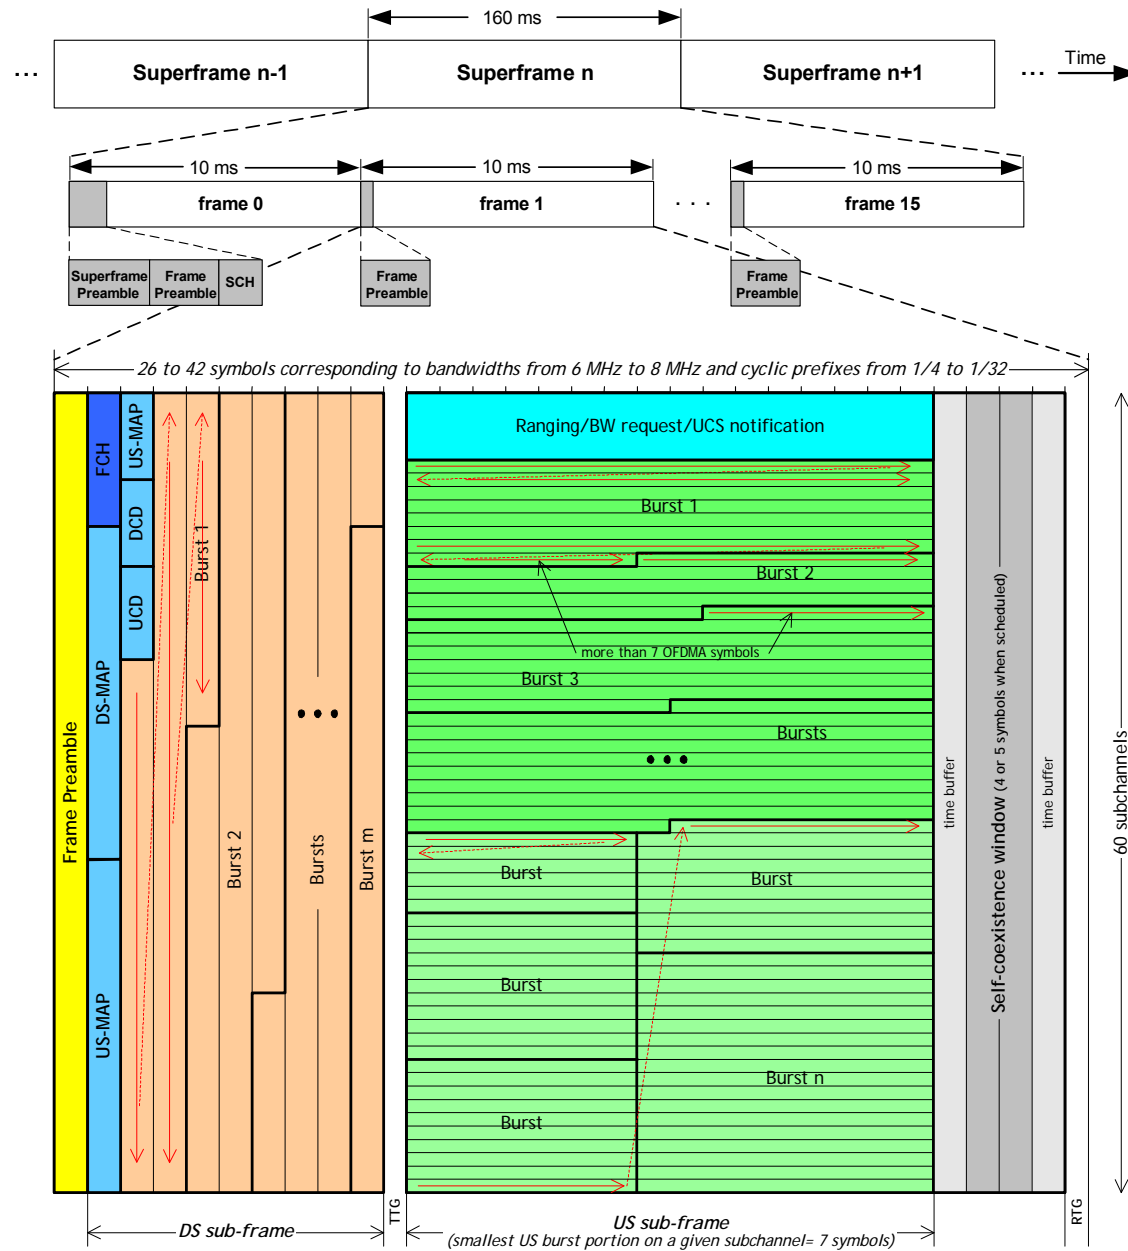 160 ms
... Superframe n-1 Superframe n Superframe n+1 ... Time
10 ms 10 ms 10 ms
frame 0 frame 1 . . . frame 15
Superframe Preamble
Frame Preamble
SCH
Frame Preamble
Frame Preamble
26 to 42 symbols corresponding to bandwidths from 6 MHz to 8 MHz and cyclic prefixes from 1/4 to 1/32
Frame Preamble
FCH
DS-MAP
US-MAP
US-MAP
DCD
UCD
Burst 1
Burst 2
Bursts
Burst m
Ranging/BW request/UCS notification
Burst 1
Burst 2
more than 7 OFDMA symbols
Burst 3
Bursts
Burst
Burst
Burst
Burst n
Burst
time buffer
Self-coexistence window (4 or 5 symbols when scheduled)
time buffer
60 subchannels
TTG
RTG
DS sub-frame
US sub-frame
(smallest US burst portion on a given subchannel= 7 symbols)